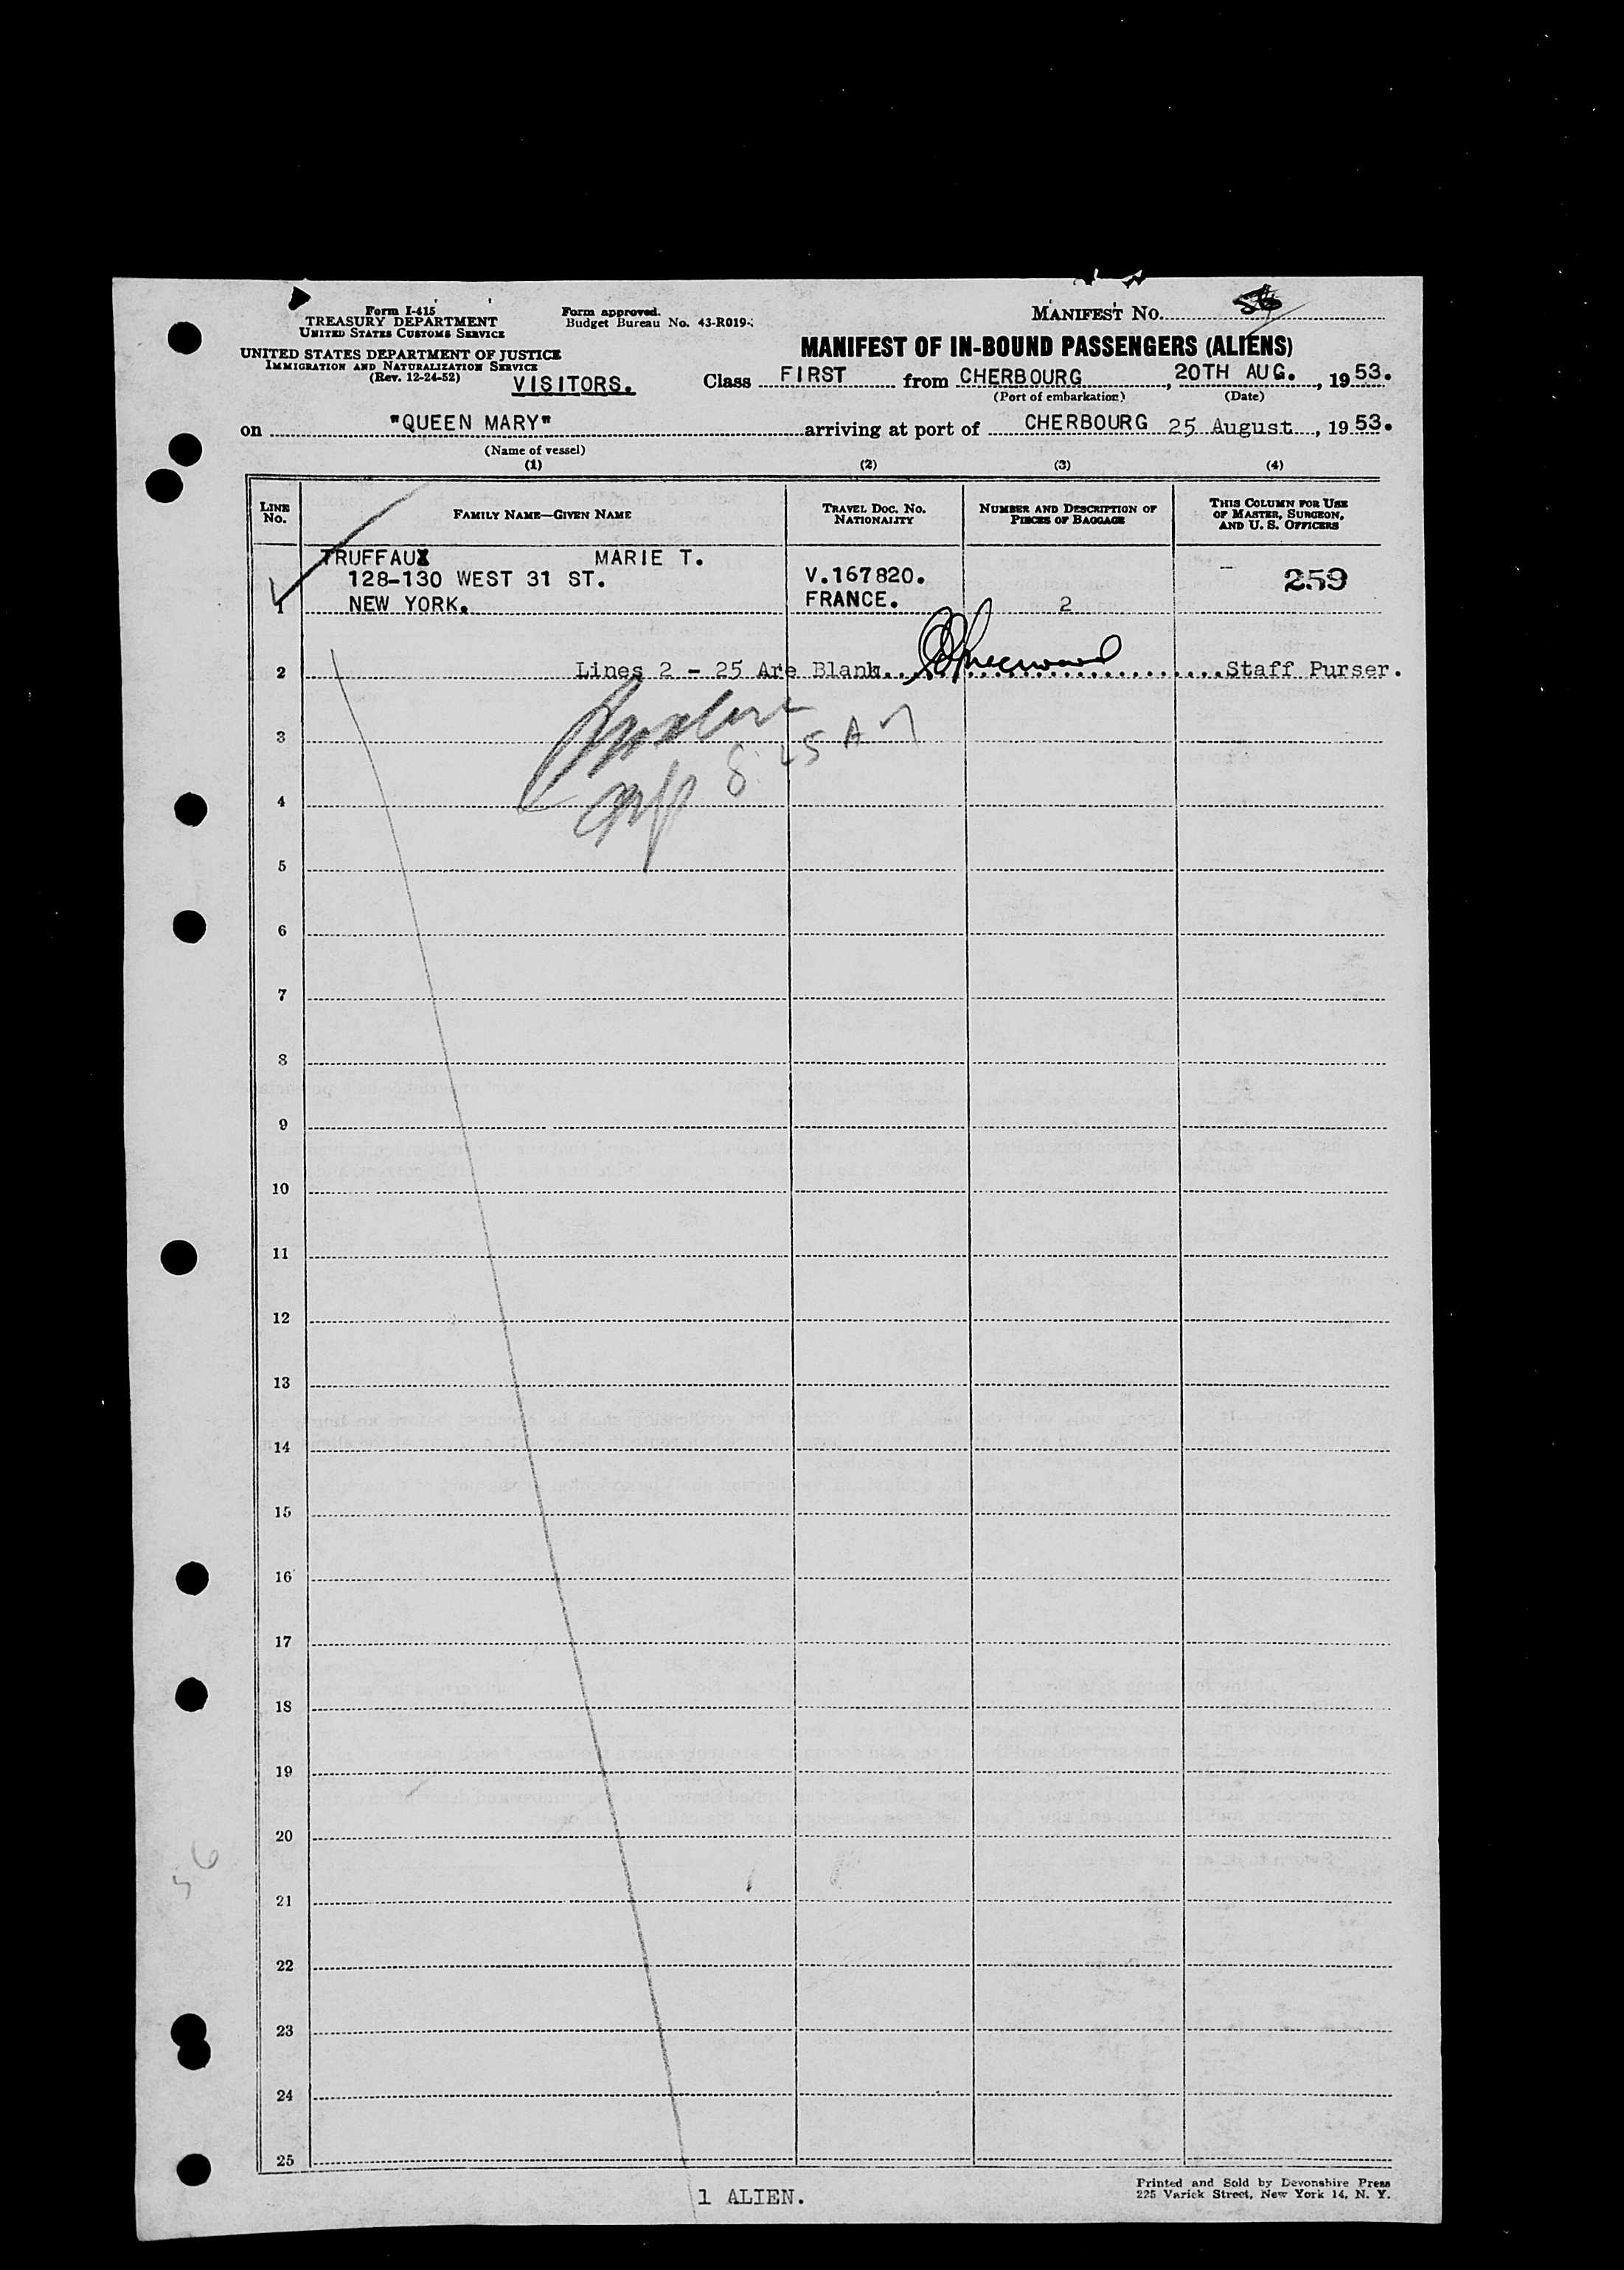 Form I-415
TREASURY DEPARTMENT
UNITED STATES CUSTOMS SERVICE
Form approved.
Budget Bureau No. 43-R019-
MANIFEST No. 56
UNITED STATES DEPARTMENT OF JUSTICE
IMMIGRATION AND NATURALIZATION SERVICE
(Rev. 12-24-52)
VISITORS.
MANIFEST OF IN-BOUND PASSENGERS (ALIENS)
Class FIRST from CHERBOURG, 20TH AUG., 1953.
(Port of embarkation) (Date)
on "QUEEN MARY" arriving at port of CHERBOURG 25 August, 1953.
(Name of vessel)
(1) (2) (3) (4)
LINE No.
FAMILY NAME—GIVEN NAME
TRAVEL DOC. NO. NATIONALITY
NUMBER AND DESCRIPTION OF PIECES OF BAGGAGE
THIS COLUMN FOR USE OF MASTER, SURGEON, AND U. S. OFFICERS
TRUFFAUX MARIE T.
128-130 WEST 31 ST. V.167820. 259
1 NEW YORK. FRANCE. 2
2 Lines 2 - 25 Are Blank. Staff Purser.
3
8:25 AM
4
5
6
7
8
9
10
11
12
13
14
15
16
17
18
19
20
56
21
22
23
24
25
1 ALIEN.
Printed and Sold by Devonshire Press
225 Varick Street, New York 14, N. Y.